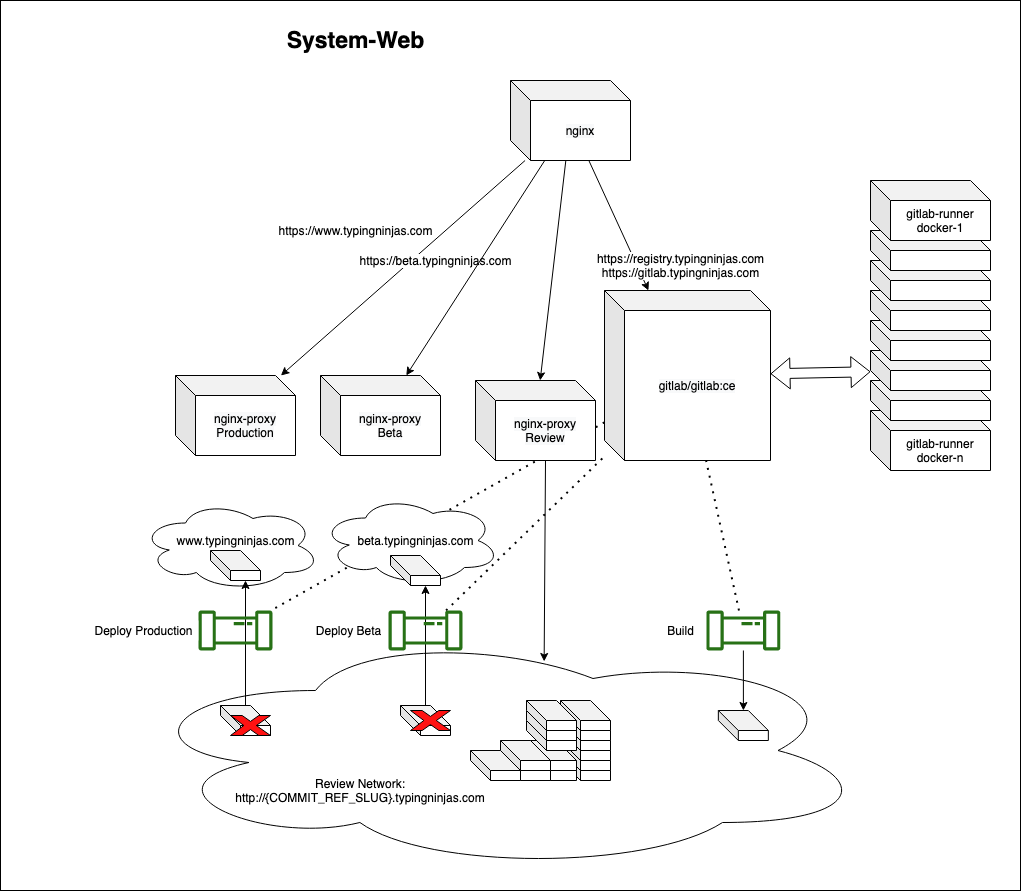 System-Web
nginx
gitlab-runner
docker-1
https://www.typingninjas.com
https://beta.typingninjas.com
https://registry.typingninjas.com
https://gitlab.typingninjas.com
gitlab/gitlab:ce
nginx-proxy
Production
nginx-proxy
Beta
nginx-proxy
Review
gitlab-runner
docker-n
www.typingninjas.com
beta.typingninjas.com
Deploy Production
Deploy Beta
Build
Review Network:
http://{COMMIT_REF_SLUG}.typingninjas.com